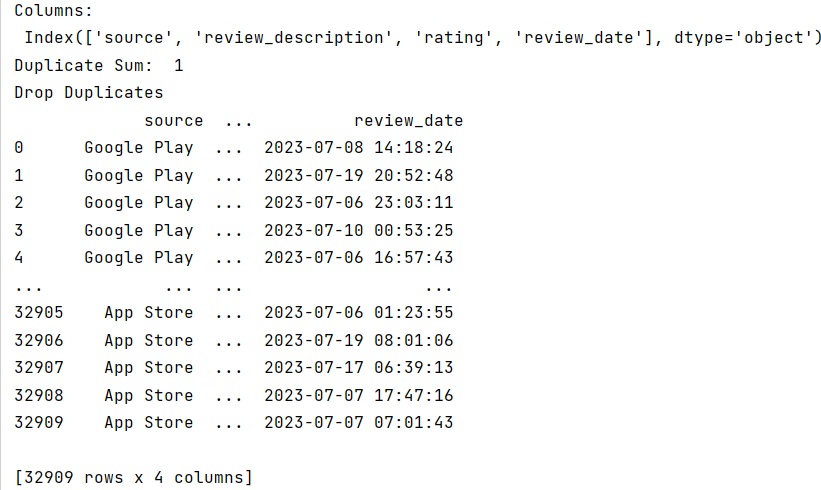 Columns:
 Index(['source', 'review_description', 'rating', 'review_date'], dtype='object')
Duplicate Sum:  1
Drop Duplicates
             source  ...          review_date
0      Google Play  ...  2023-07-08 14:18:24
1      Google Play  ...  2023-07-19 20:52:48
2      Google Play  ...  2023-07-06 23:03:11
3      Google Play  ...  2023-07-10 00:53:25
4      Google Play  ...  2023-07-06 16:57:43
...            ...  ...                  ...
32905    App Store  ...  2023-07-06 01:23:55
32906    App Store  ...  2023-07-19 08:01:06
32907    App Store  ...  2023-07-17 06:39:13
32908    App Store  ...  2023-07-07 17:47:16
32909    App Store  ...  2023-07-07 07:01:43

[32909 rows x 4 columns]